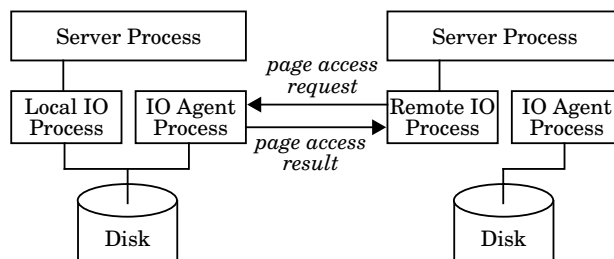 Server Process
Server Process
page access
request
Local IO
Process
IO Agent
Process
Remote IO
Process
IO Agent
Process
page access
result
Disk
Disk